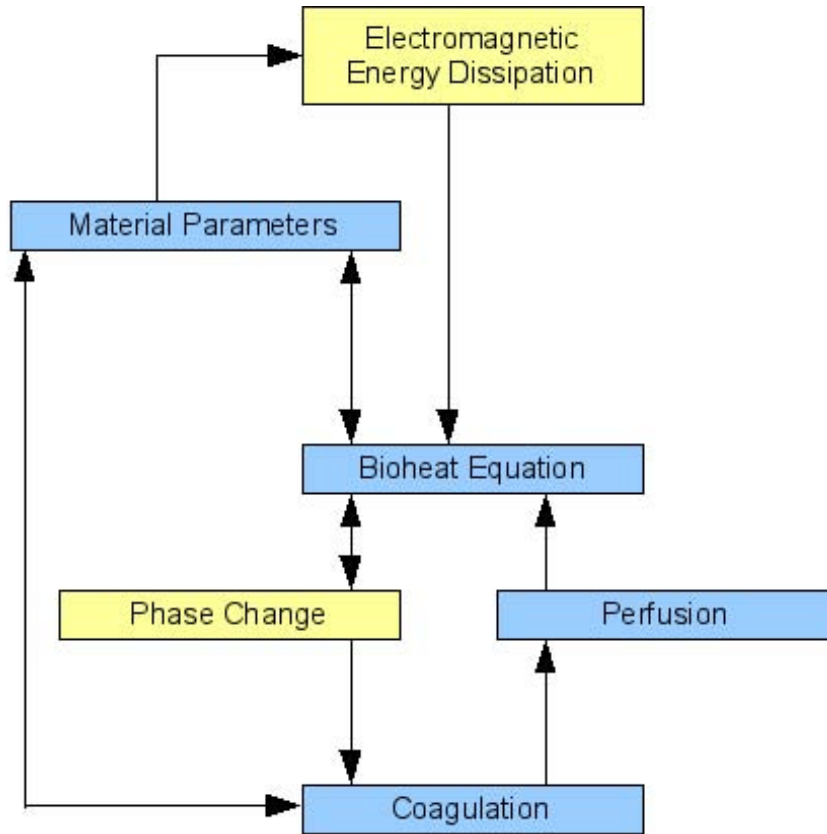 Electromagnetic
Energy Dissipation
Material Parameters
Bioheat Equation
Phase Change
Perfusion
Coagulation